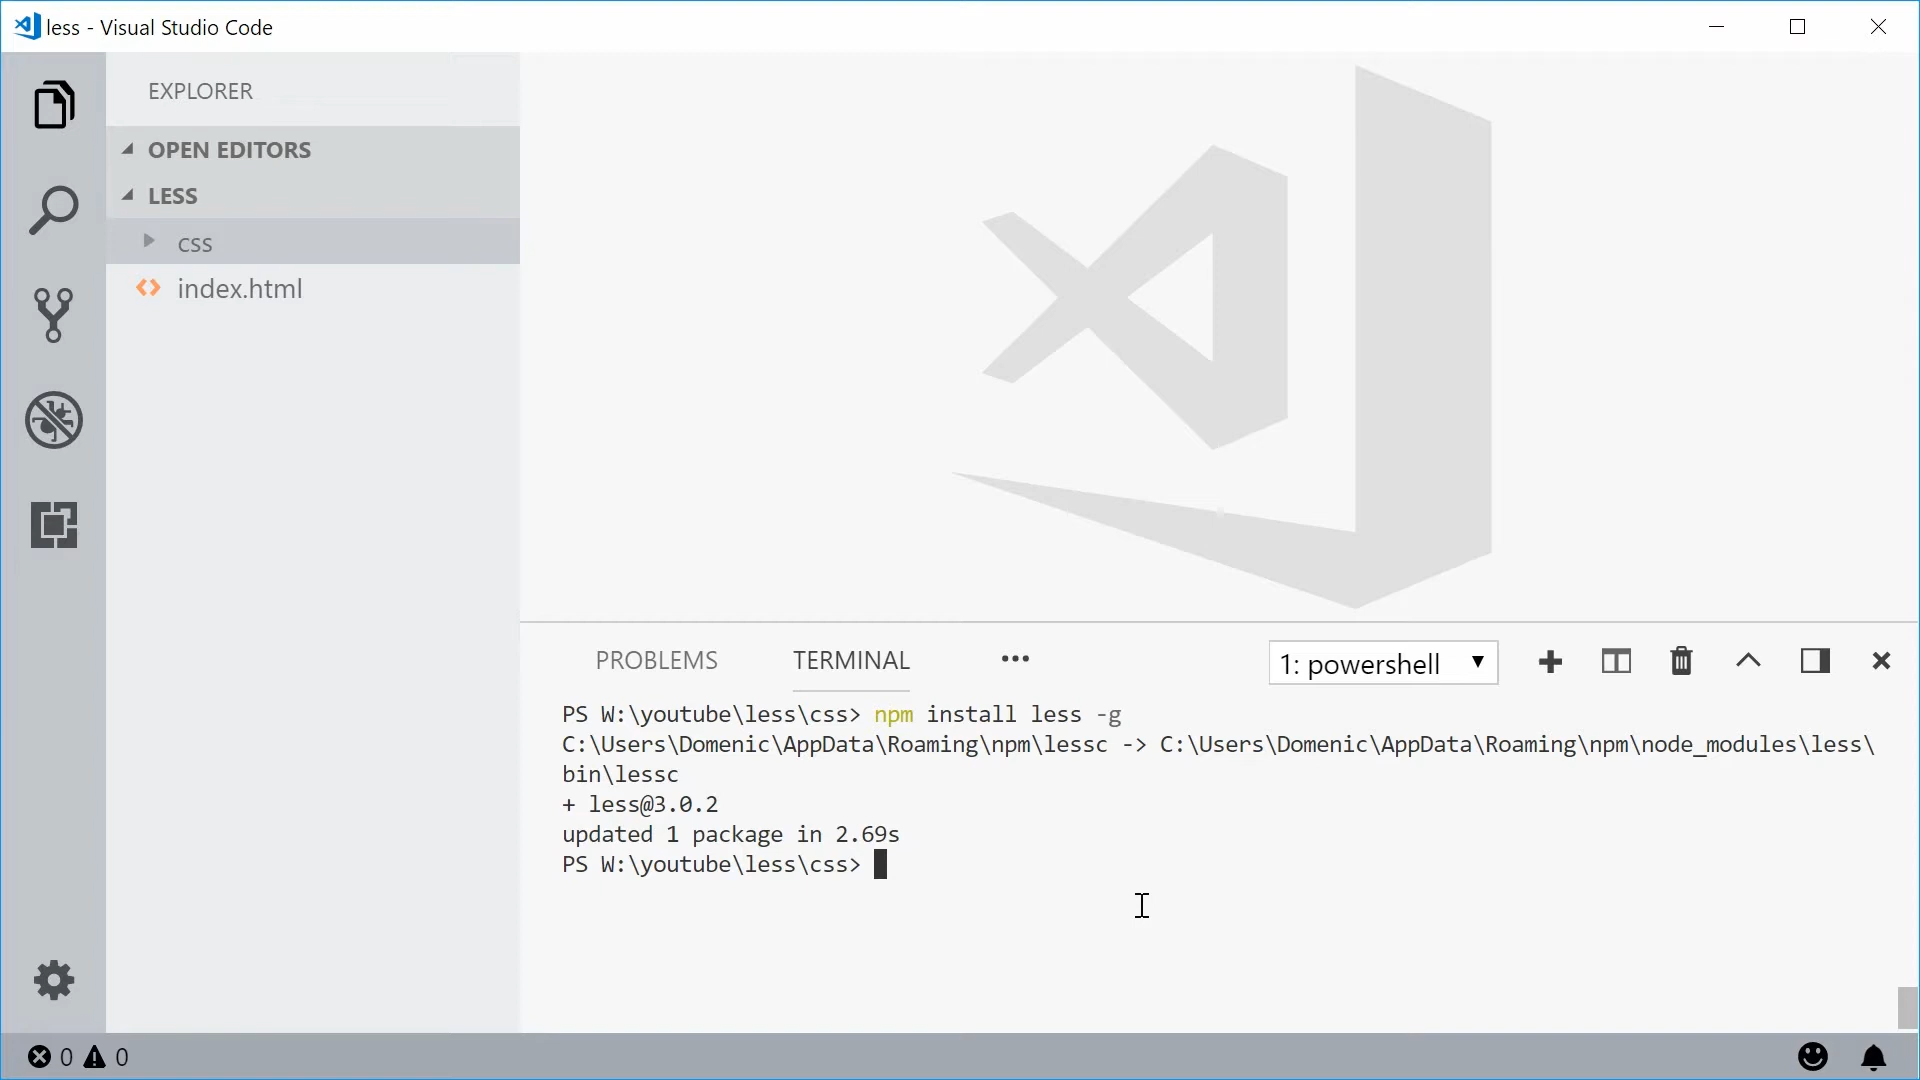 less - Visual Studio Code
EXPLORER
OPEN EDITORS
LESS
css
index.html
PROBLEMS
TERMINAL
•••
1: powershell
PS W:\youtube\less\css> npm install less -g
C:\Users\Domenic\AppData\Roaming\npm\lessc -> C:\Users\Domenic\AppData\Roaming\npm\node_modules\less\
bin\lessc
+ less@3.0.2
updated 1 package in 2.69s
PS W:\youtube\less\css>
0 0